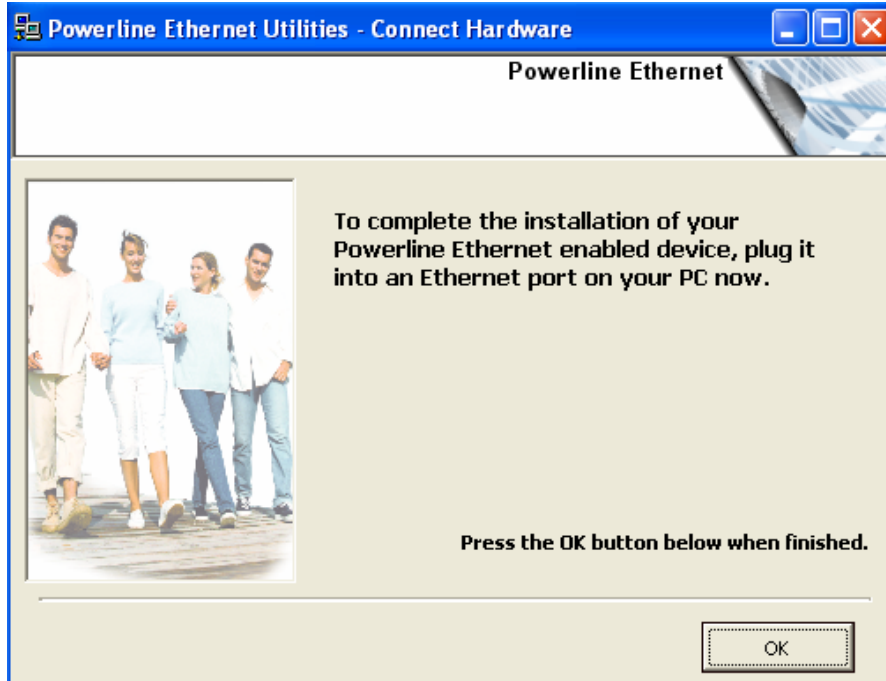 Powerline Ethernet Utilities - Connect Hardware
Powerline Ethernet
To complete the installation of your
Powerline Ethernet enabled device, plug it
into an Ethernet port on your PC now.
Press the OK button below when finished.
OK